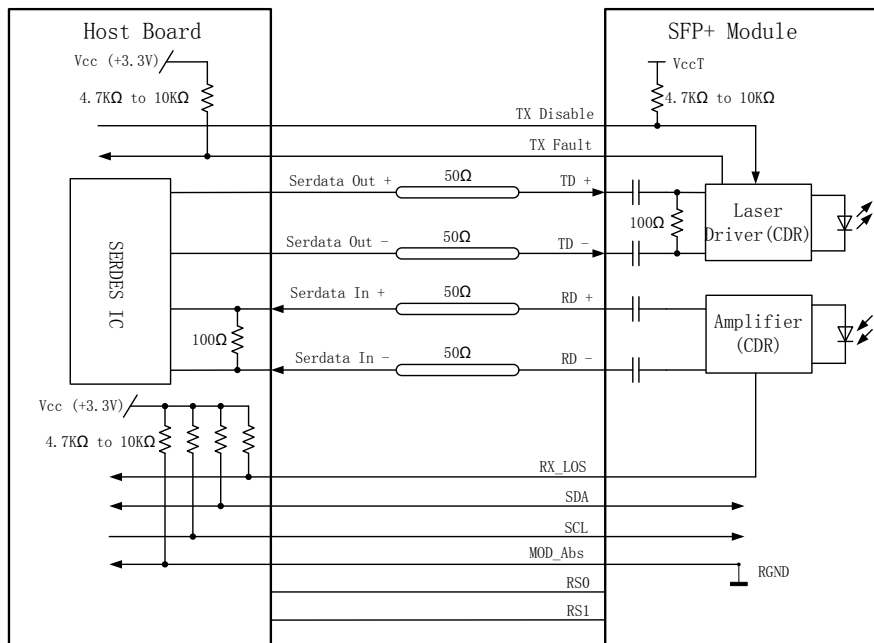 Host Board
SFP+ Module
Vcc (+3.3V)
VccT
4.7KΩ to 10KΩ
4.7KΩ to 10KΩ
TX Disable
TX Fault
Serdata Out +
50Ω
TD +
SERDES IC
100Ω
Laser
Driver(CDR)
Serdata Out -
50Ω
TD -
Serdata In +
50Ω
RD +
100Ω
Amplifier
(CDR)
Serdata In -
50Ω
RD -
Vcc (+3.3V)
4.7KΩ to 10KΩ
RX_LOS
SDA
SCL
MOD_Abs
RGND
RS0
RS1